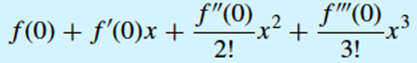 f(0) + f′(0)x + f″(0)/2! x² + f‴(0)/3! x³